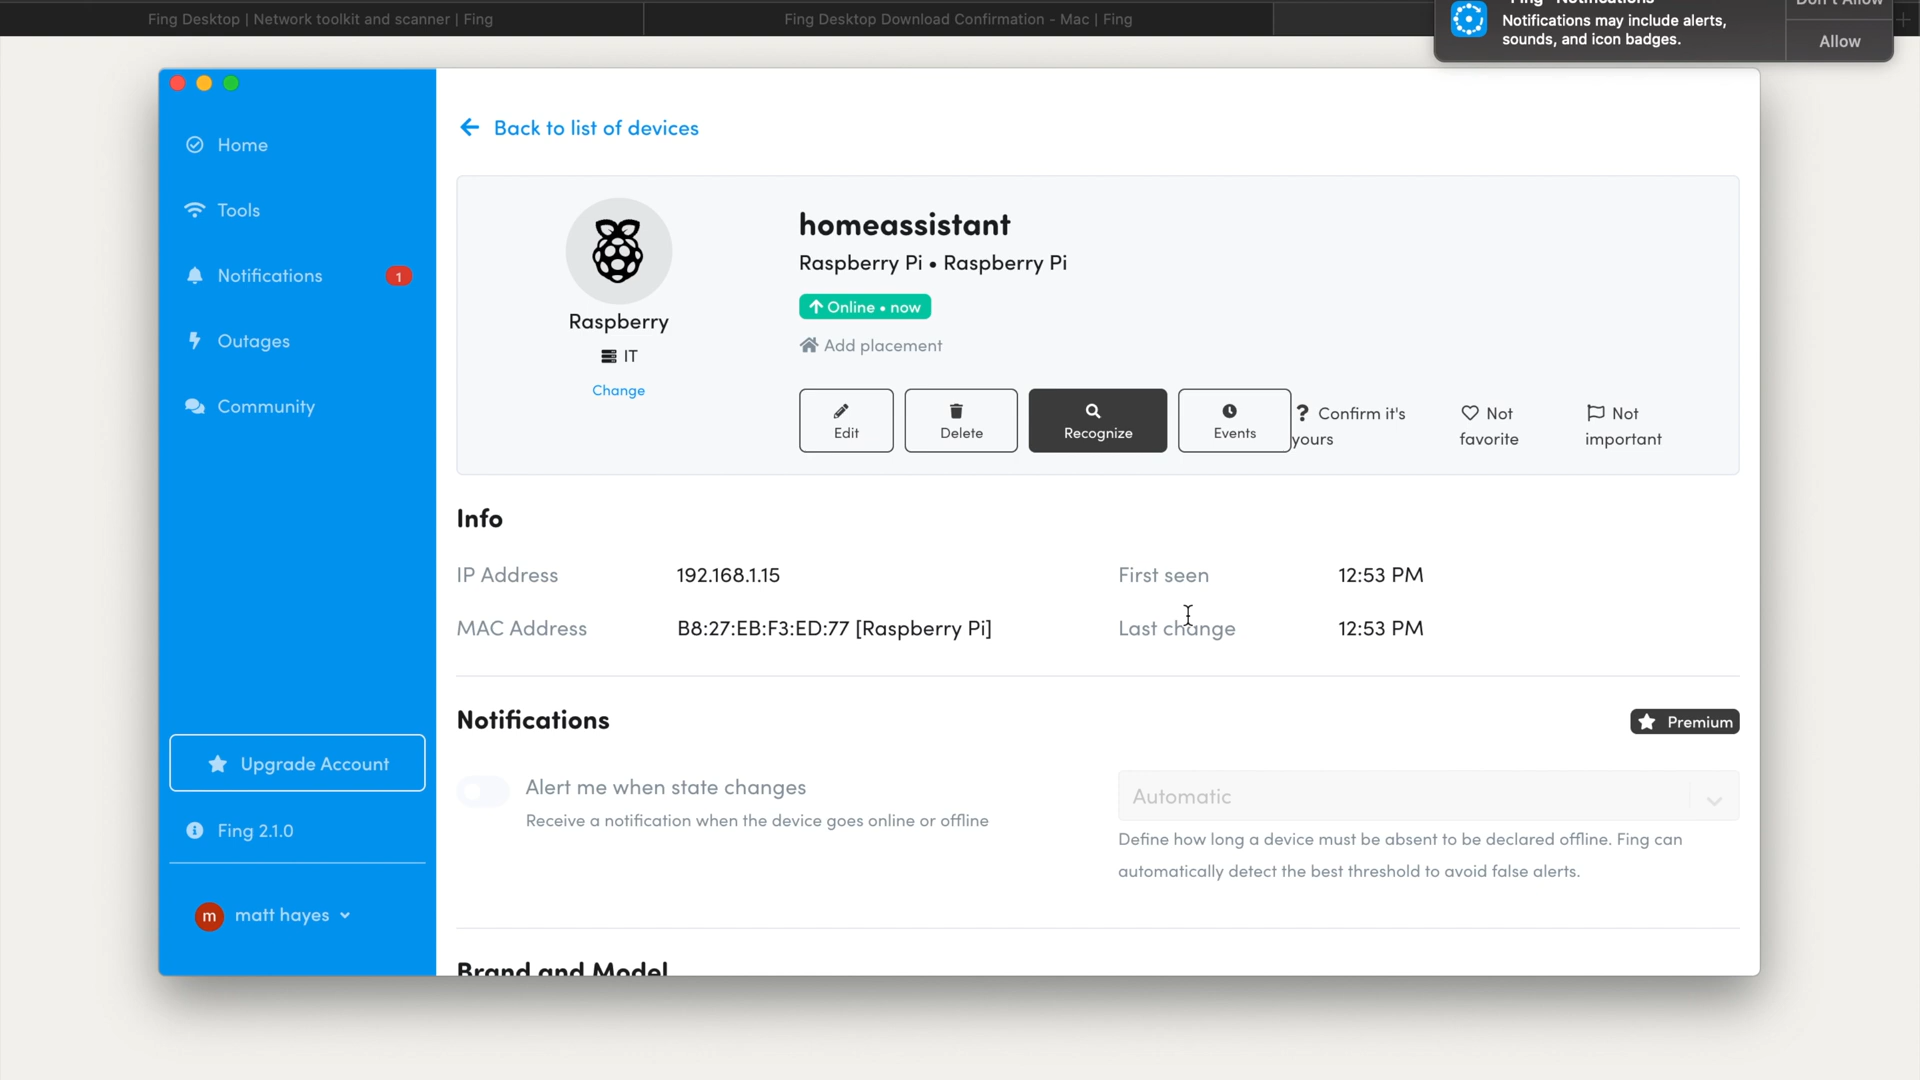 Fing Desktop | Network toolkit and scanner | Fing
Fing Desktop Download Confirmation - Mac | Fing
"Fing" Notifications
Notifications may include alerts,
sounds, and icon badges.
Don't Allow
Allow
Home
Tools
Notifications 1
Outages
Community
Upgrade Account
Fing 2.1.0
m matt hayes
Back to list of devices
Raspberry
IT
Change
homeassistant
Raspberry Pi • Raspberry Pi
Online • now
Add placement
Edit
Delete
Recognize
Events
? Confirm it's
yours
Not
favorite
Not
important
Info
IP Address 192.168.1.15 First seen 12:53 PM
MAC Address B8:27:EB:F3:ED:77 [Raspberry Pi] Last change 12:53 PM
Notifications
Premium
Alert me when state changes
Receive a notification when the device goes online or offline
Automatic
Define how long a device must be absent to be declared offline. Fing can
automatically detect the best threshold to avoid false alerts.
Brand and Model